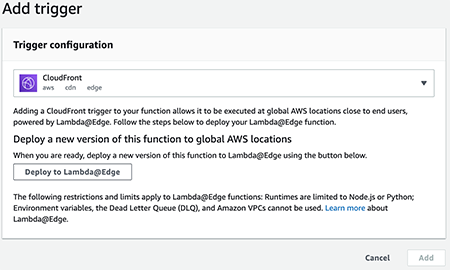 Add trigger
Trigger configuration
CloudFront
aws cdn edge
Adding a CloudFront trigger to your function allows it to be executed at global AWS locations close to end users,
powered by Lambda@Edge. Follow the steps below to deploy your Lambda@Edge function.
Deploy a new version of this function to global AWS locations
When you are ready, deploy a new version of this function to Lambda@Edge using the button below.
Deploy to Lambda@Edge
The following restrictions and limits apply to Lambda@Edge functions: Runtimes are limited to Node.js or Python;
Environment variables, the Dead Letter Queue (DLQ), and Amazon VPCs cannot be used. Learn more about
Lambda@Edge.
Cancel
Add